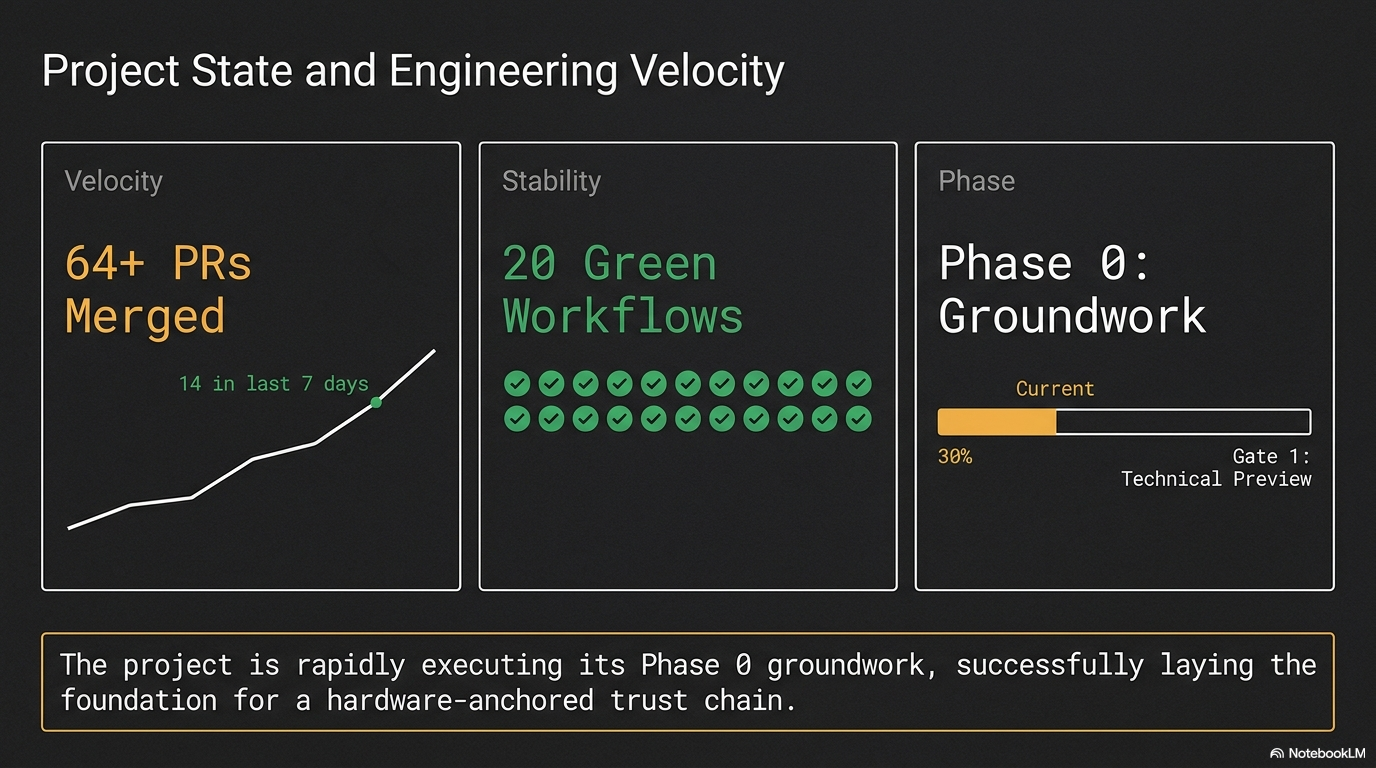 Project State and Engineering Velocity
Velocity
64+ PRs
Merged
14 in last 7 days
Stability
20 Green
Workflows
Phase
Phase 0:
Groundwork
Current
30%
Gate 1:
Technical Preview
The project is rapidly executing its Phase 0 groundwork, successfully laying the
foundation for a hardware-anchored trust chain.
NotebookLM